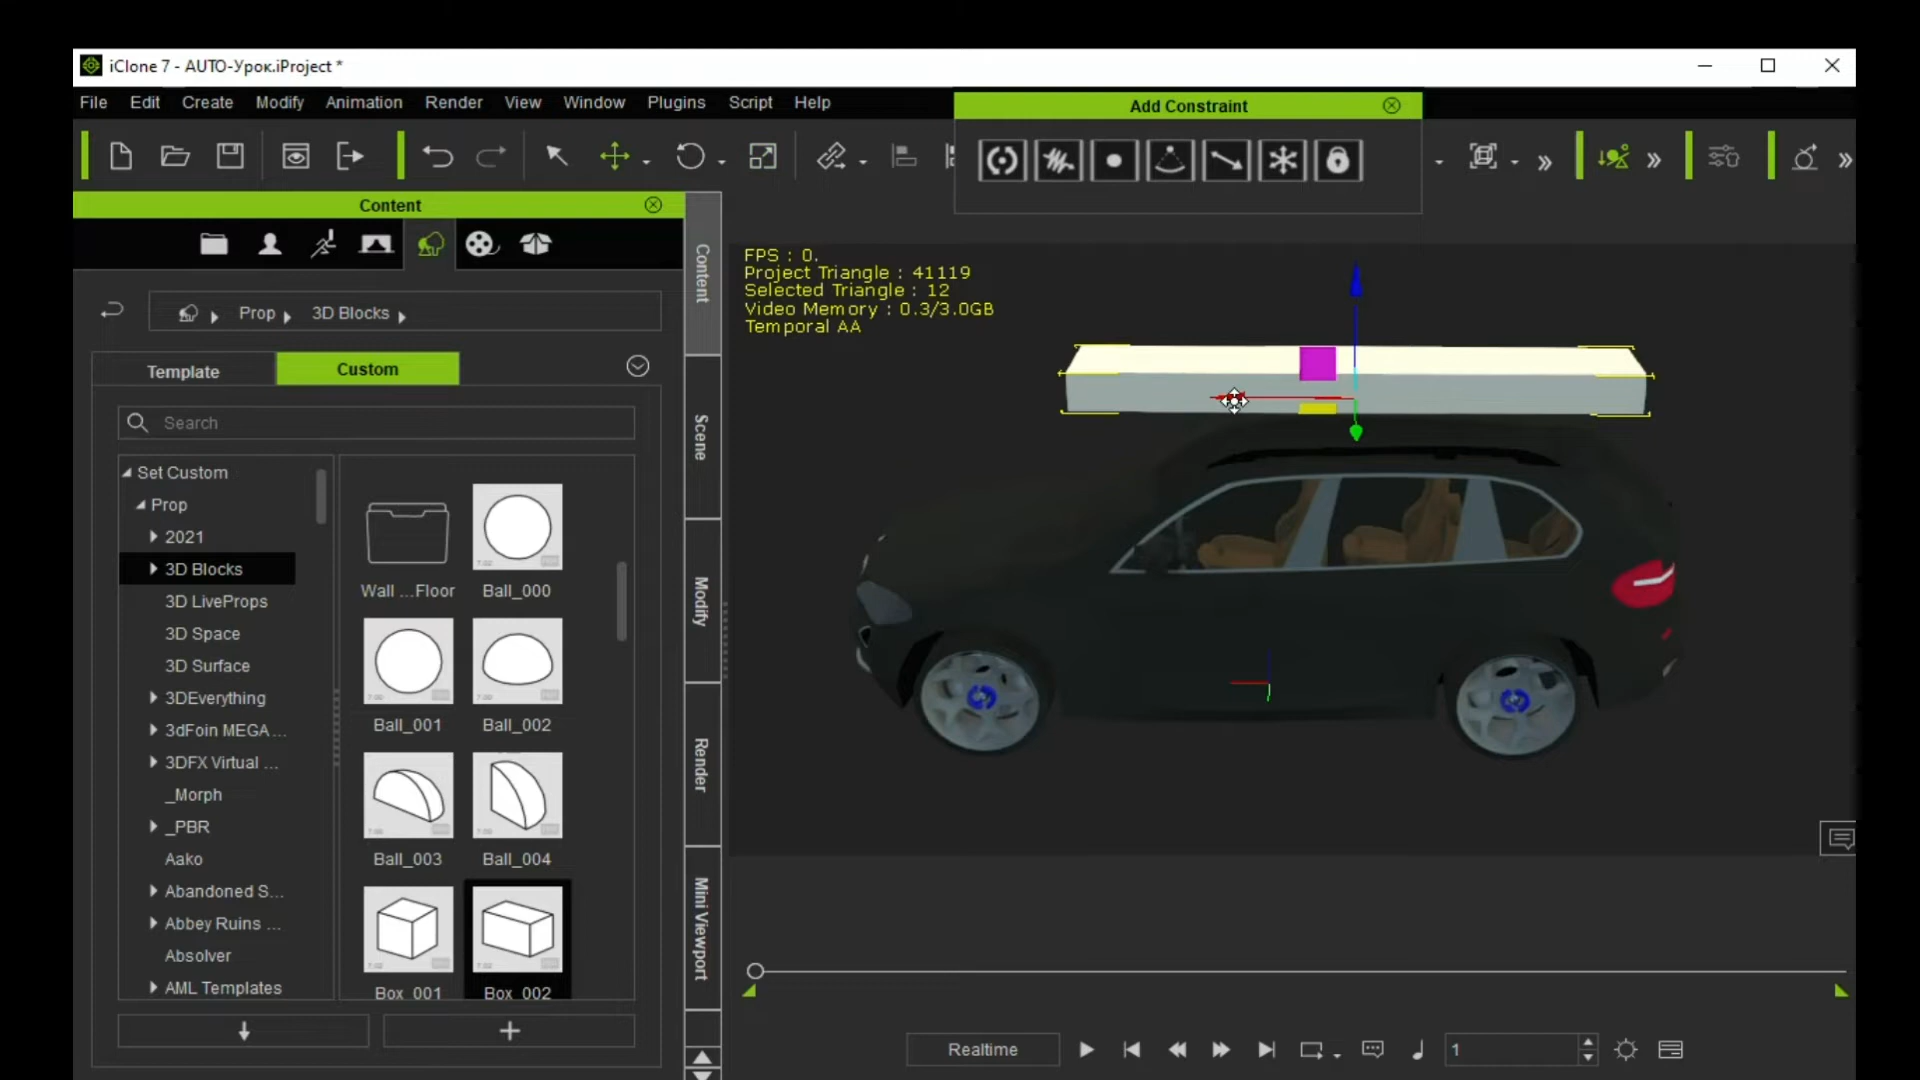 iClone 7 - AUTO-Урок.iProject *
File Edit Create Modify Animation Render View Window Plugins Script Help
Add Constraint
Content
Prop 3D Blocks
Template Custom
Search
Set Custom
Prop
2021
3D Blocks
3D LiveProps
3D Space
3D Surface
3DEverything
3dFoin MEGA ...
3DFX Virtual ...
_Morph
_PBR
Aako
Abandoned S...
Abbey Ruins ...
Absolver
AML Templates
Wall ...Floor Ball_000
Ball_001 Ball_002
Ball_003 Ball_004
Box_001 Box_002
Content
Scene
Modify
Render
Mini Viewport
FPS : 0.
Project Triangle : 41119
Selected Triangle : 12
Video Memory : 0.3/3.0GB
Temporal AA
Realtime
1